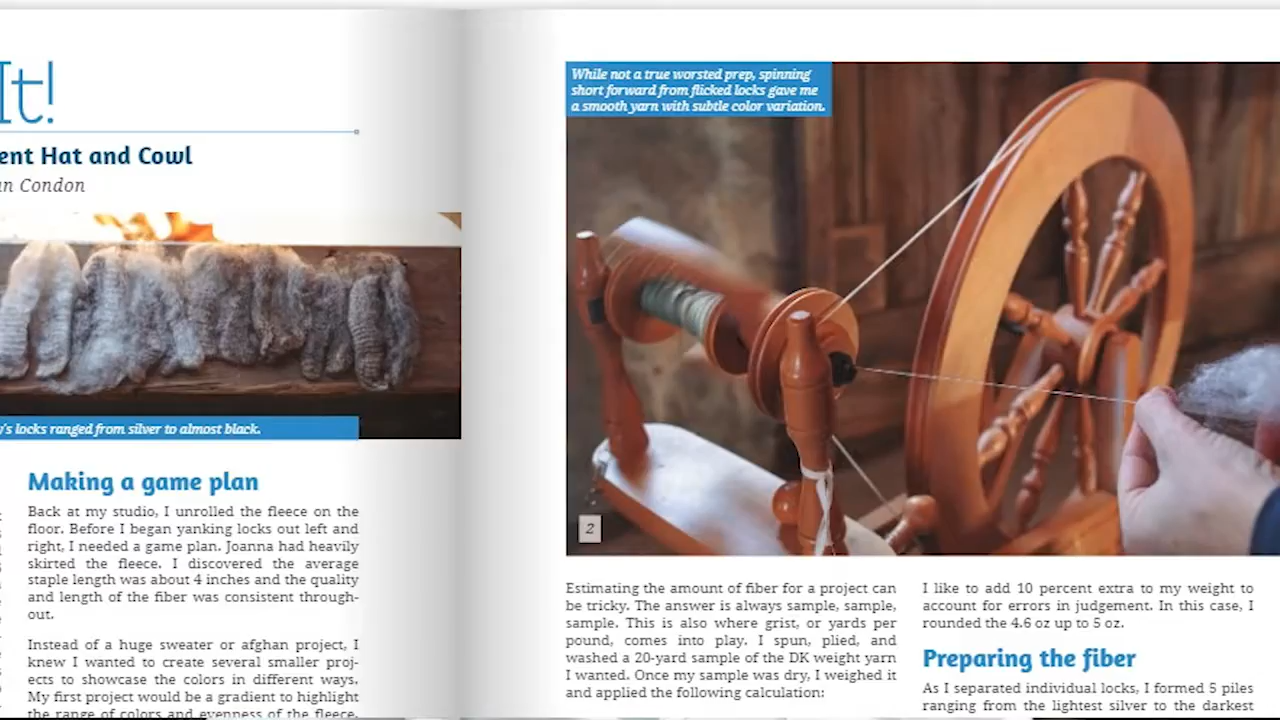 It!
ent Hat and Cowl
an Condon
's locks ranged from silver to almost black.
Making a game plan
Back at my studio, I unrolled the fleece on the
floor. Before I began yanking locks out left and
right, I needed a game plan. Joanna had heavily
skirted the fleece. I discovered the average
staple length was about 4 inches and the quality
and length of the fiber was consistent through-
out.
Instead of a huge sweater or afghan project, I
knew I wanted to create several smaller proj-
ects to showcase the colors in different ways.
My first project would be a gradient to highlight
the range of colors and evenness of the fleece.
While not a true worsted prep, spinning
short forward from flicked locks gave me
a smooth yarn with subtle color variation.
2
Estimating the amount of fiber for a project can
be tricky. The answer is always sample, sample,
sample. This is also where grist, or yards per
pound, comes into play. I spun, plied, and
washed a 20-yard sample of the DK weight yarn
I wanted. Once my sample was dry, I weighed it
and applied the following calculation:
I like to add 10 percent extra to my weight to
account for errors in judgement. In this case, I
rounded the 4.6 oz up to 5 oz.
Preparing the fiber
As I separated individual locks, I formed 5 piles
ranging from the lightest silver to the darkest